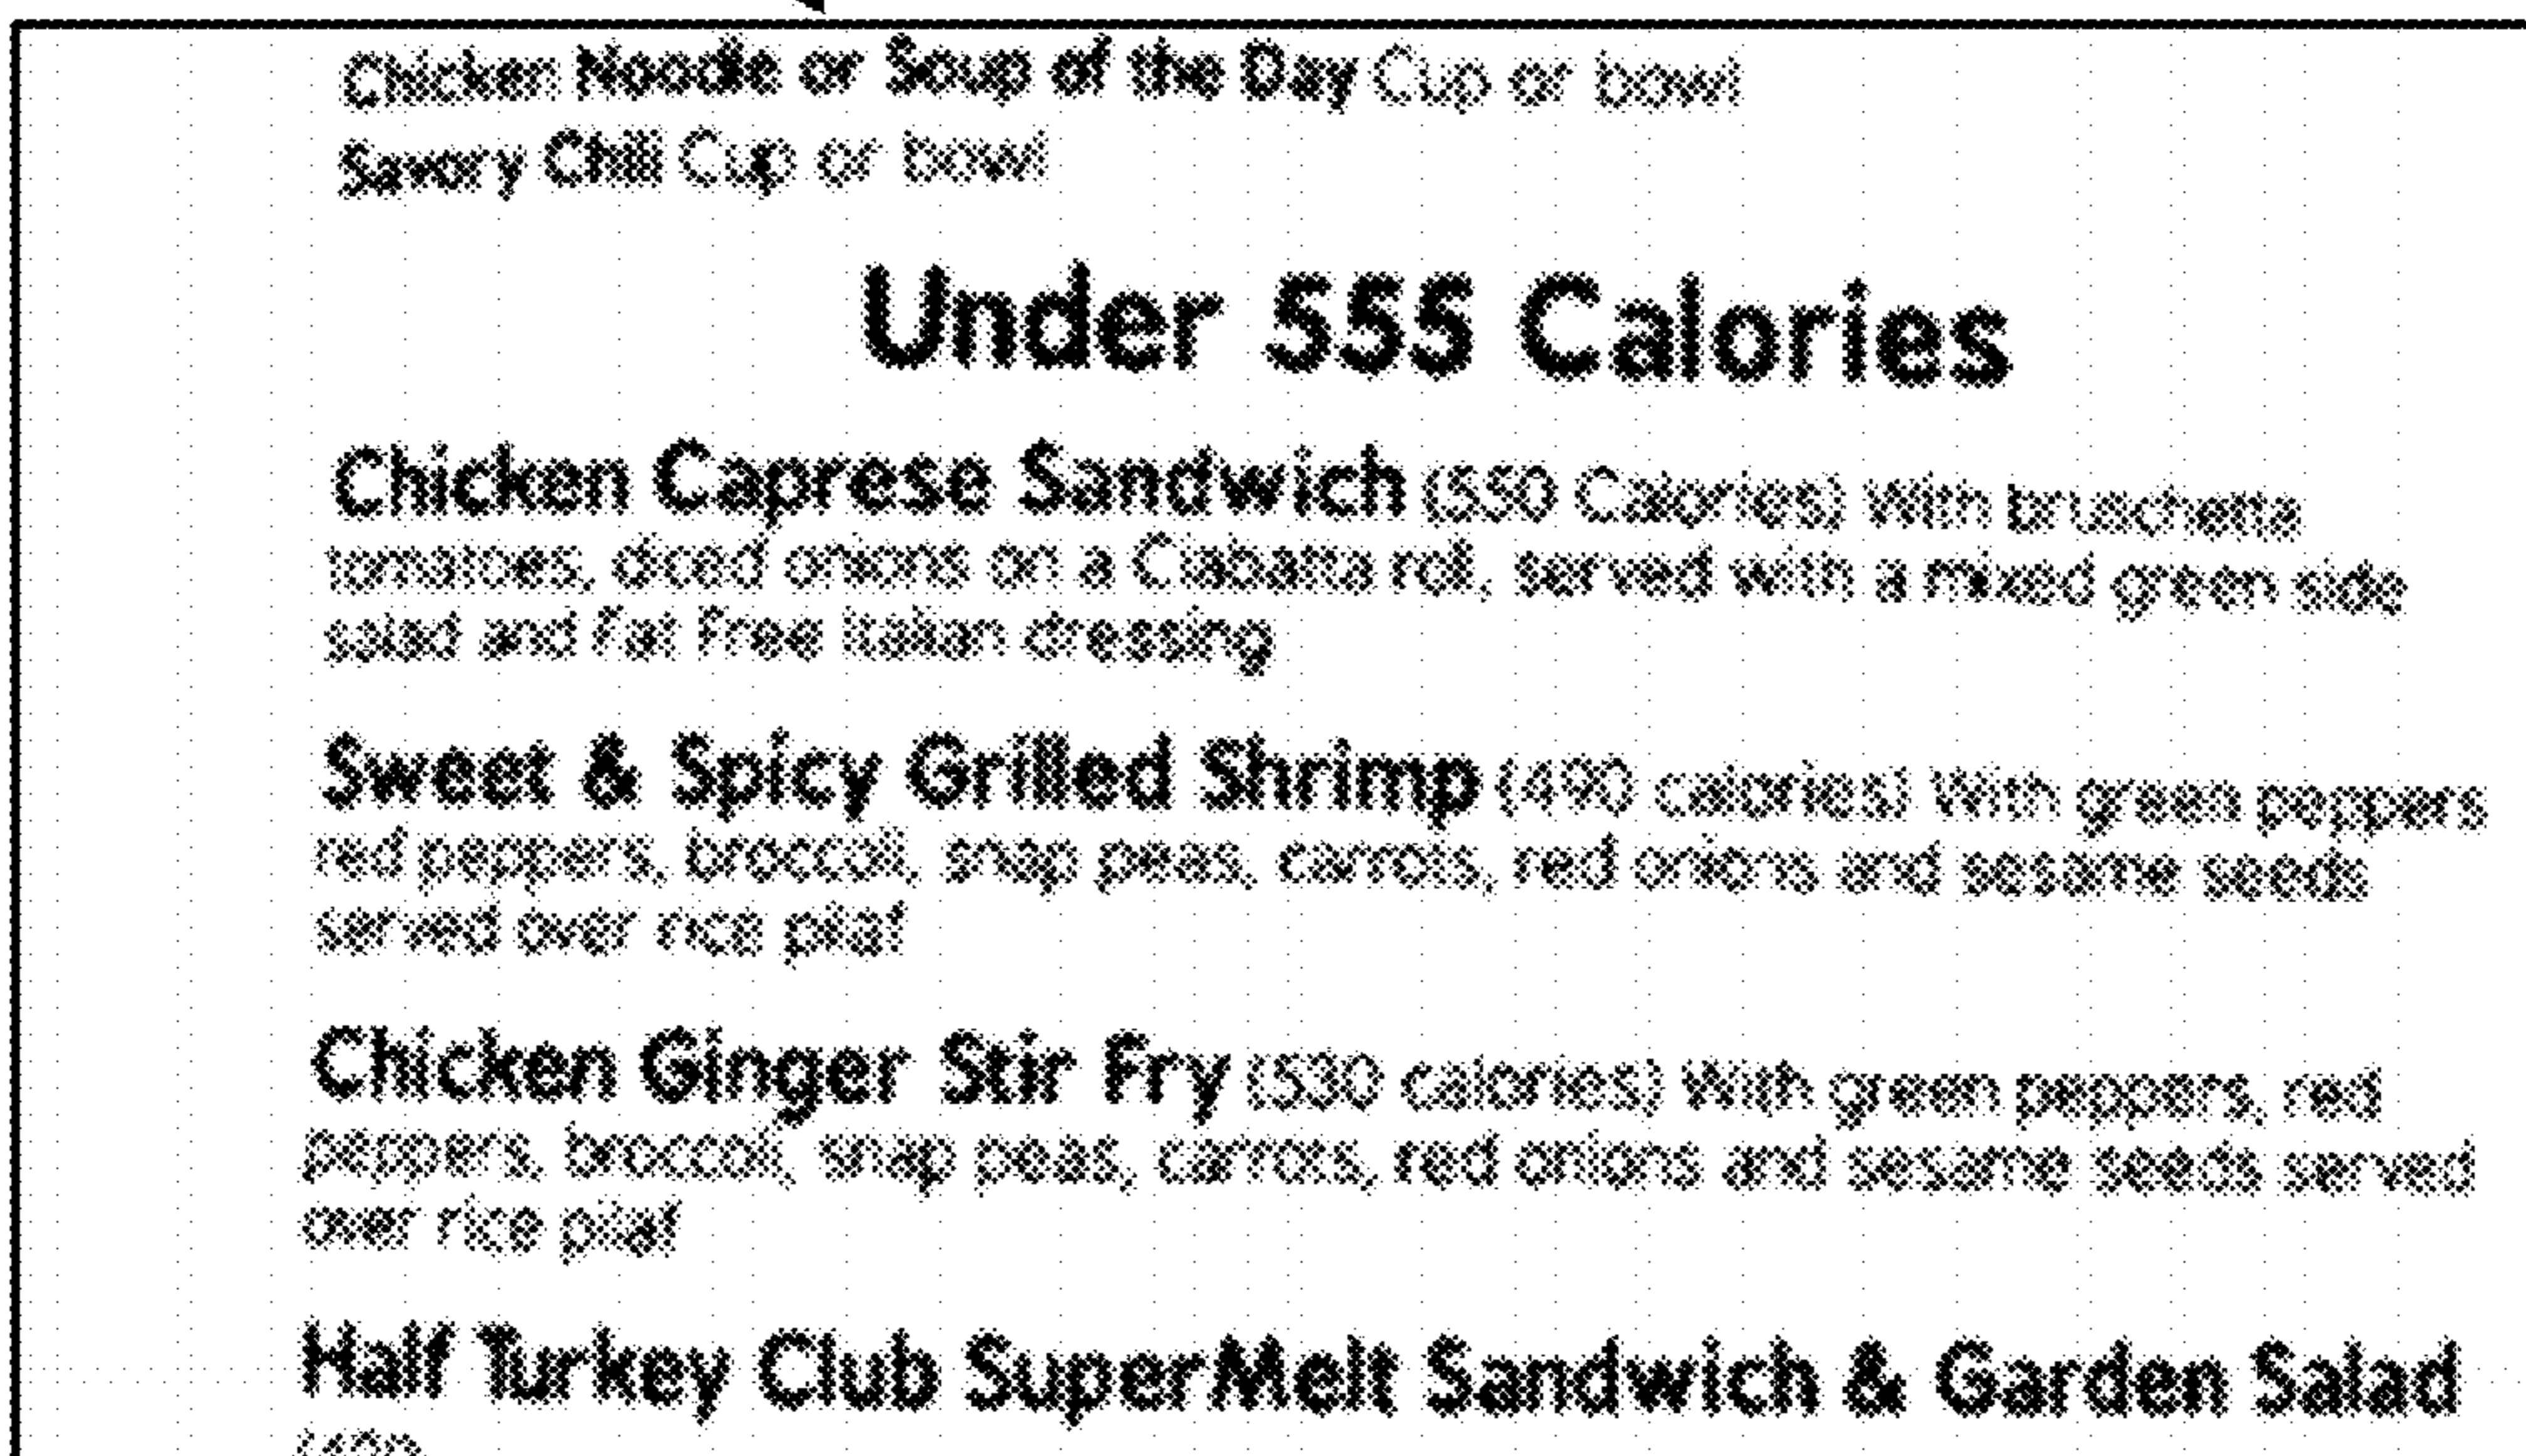 Chicken Noodle or Soup of the Day Cup or bowl
Savory Chili Cup or bowl
Under 555 Calories
Chicken Caprese Sandwich (550 Calories) With bruschetta
tomatoes, diced onions on a Ciabatta roll, served with a mixed green side
salad and Fat Free Italian dressing
Sweet & Spicy Grilled Shrimp (490 calories) With green peppers
red peppers, broccoli, snap peas, carrots, red onions and sesame seeds
served over rice pilaf
Chicken Ginger Stir Fry (530 calories) With green peppers, red
peppers, broccoli, snap peas, carrots, red onions and sesame seeds served
over rice pilaf
Half Turkey Club SuperMelt Sandwich & Garden Salad